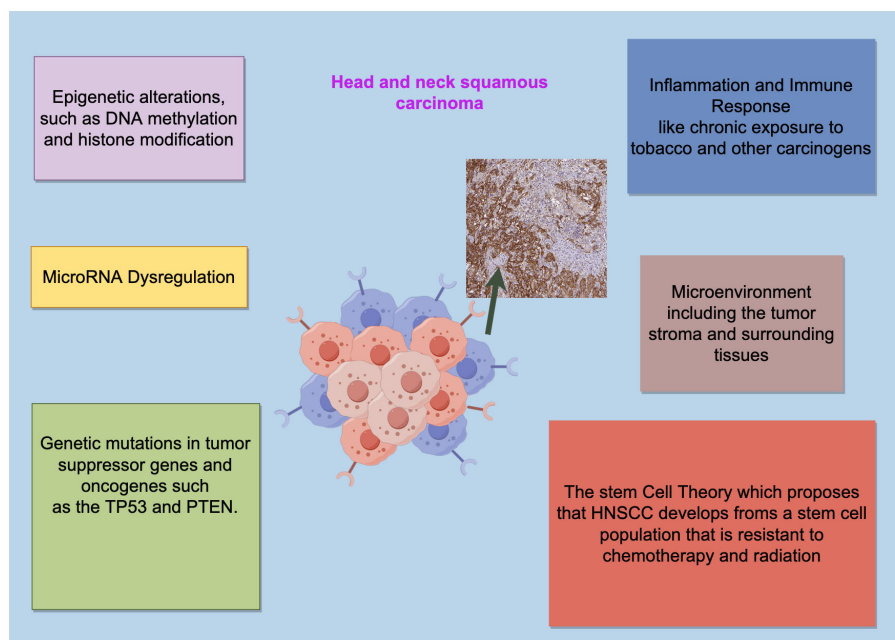 Head and neck squamous
carcinoma
Epigenetic alterations,
such as DNA methylation
and histone modification
MicroRNA Dysregulation
Genetic mutations in tumor
suppressor genes and
oncogenes such
as the TP53 and PTEN.
Inflammation and Immune
Response
like chronic exposure to
tobacco and other carcinogens
Microenvironment
including the tumor
stroma and surrounding
tissues
The stem Cell Theory which proposes
that HNSCC develops froms a stem cell
population that is resistant to
chemotherapy and radiation